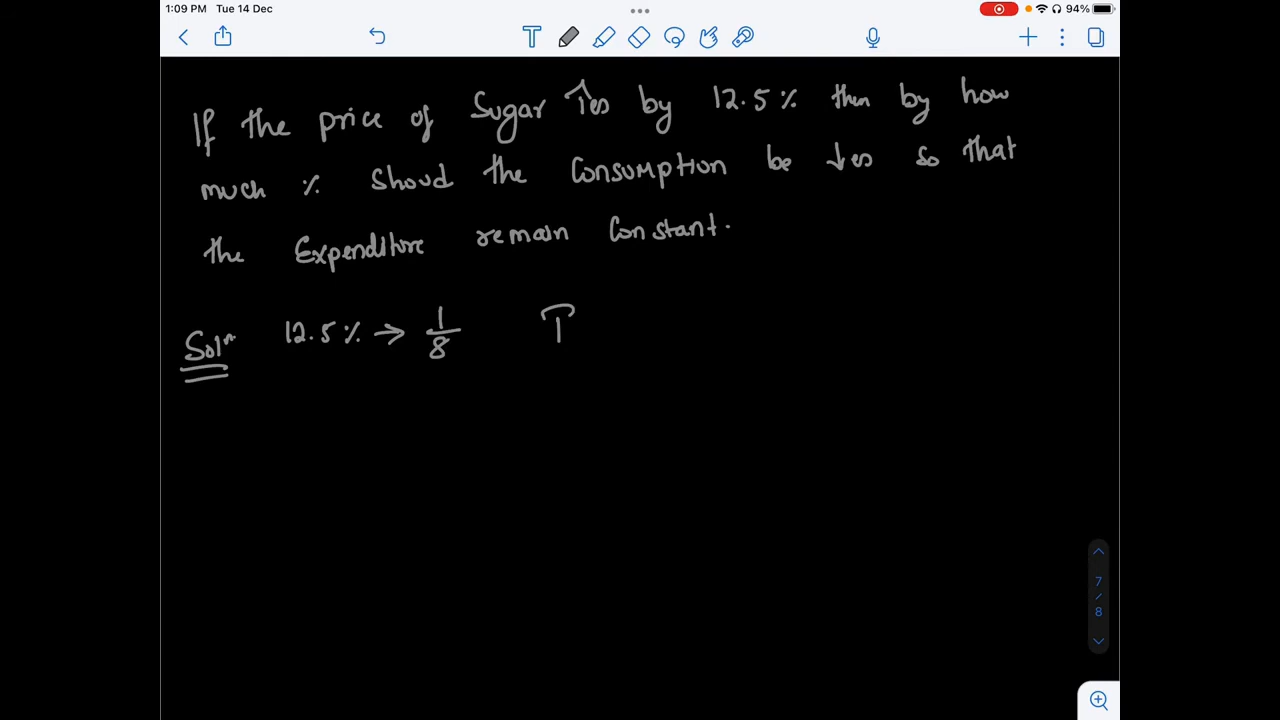 1:09 PM Tue 14 Dec
94%
If the price of Sugar ↑es by 12.5% then by how
much % Shoud the Consumption be ↓es so that
the Expenditure remain Constant.
Solⁿ 12.5% → 1/8 ↑
7
/
8